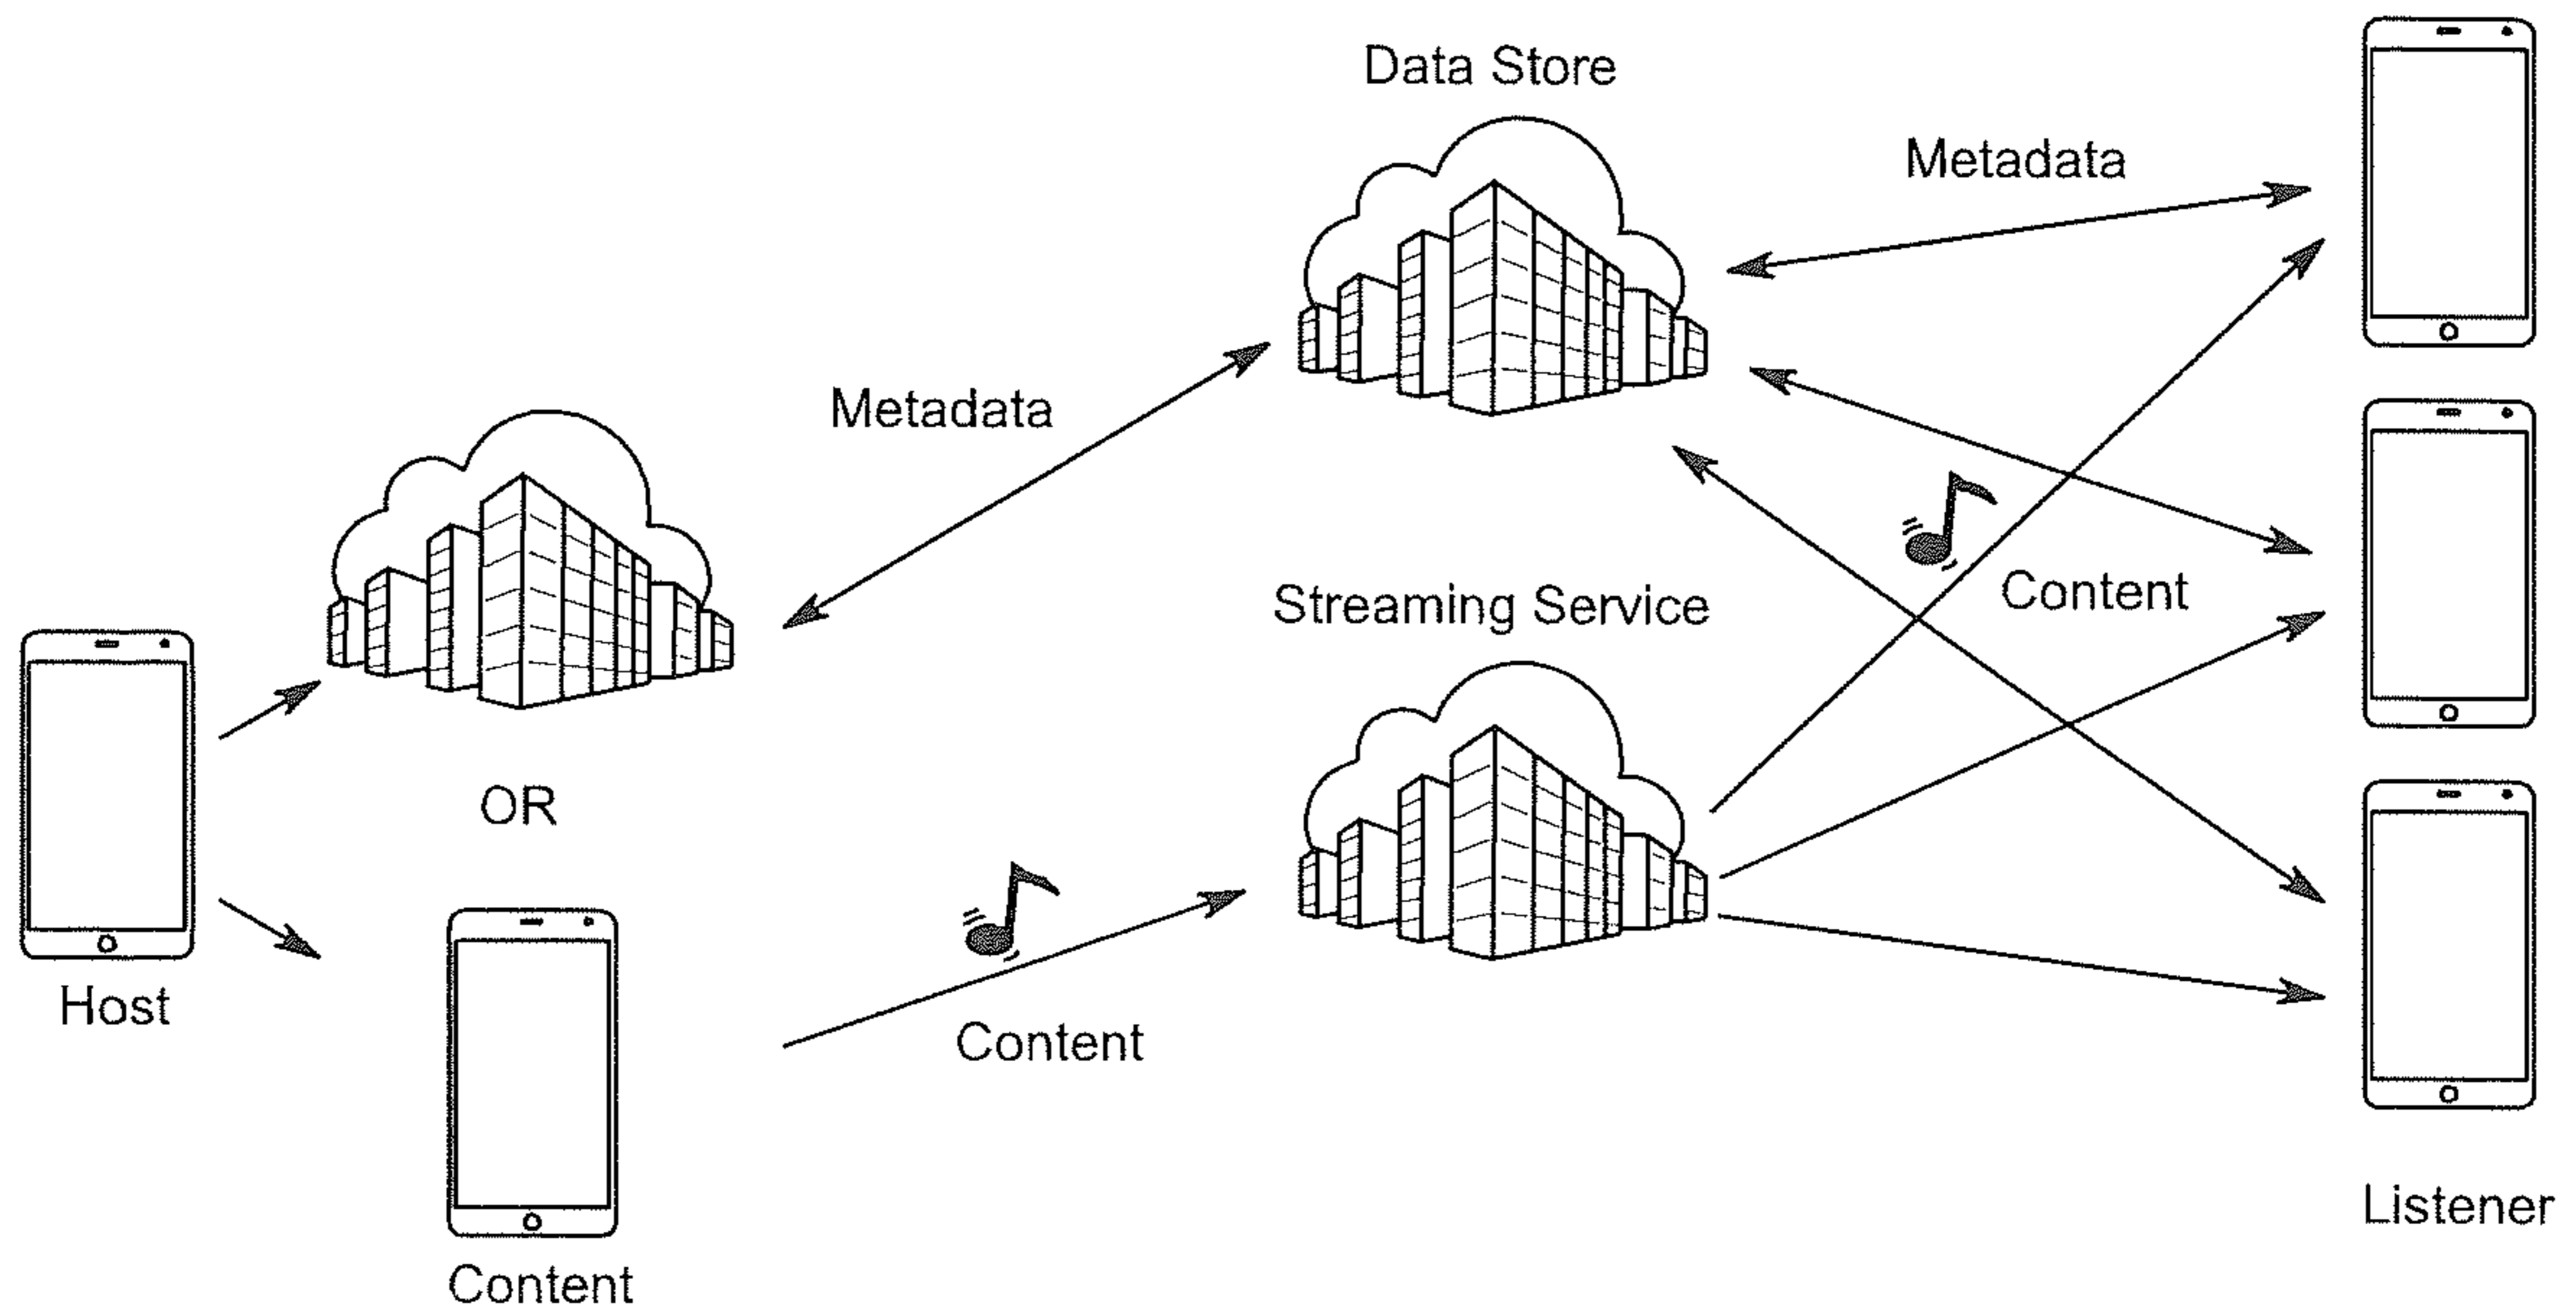 Data Store
Metadata
Metadata
Content
Streaming Service
OR
Host
Content
Listener
Content